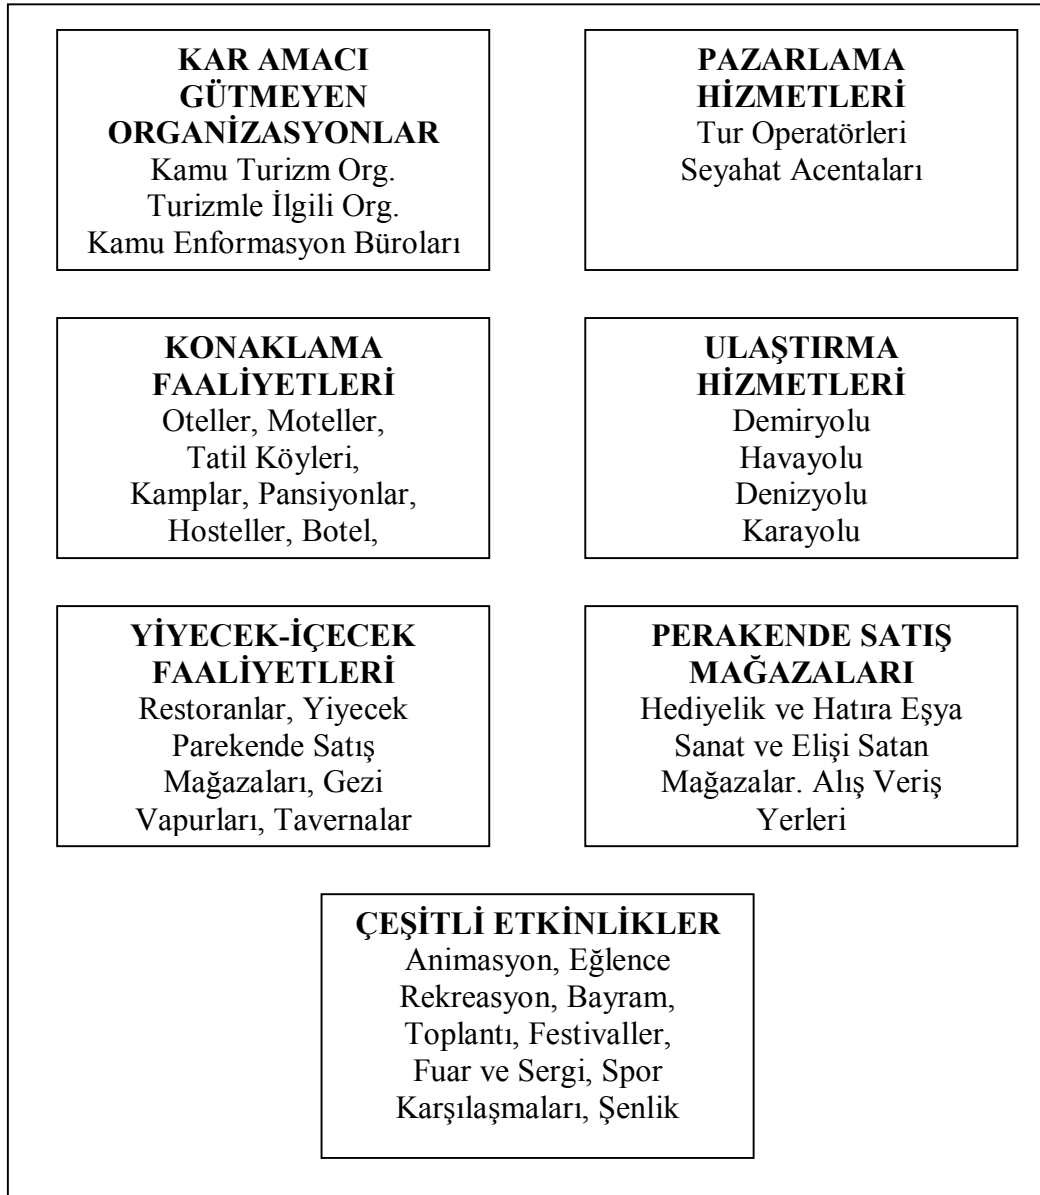 KAR AMACI
GÜTMEYEN
ORGANİZASYONLAR
Kamu Turizm Org.
Turizmle İlgili Org.
Kamu Enformasyon Büroları
PAZARLAMA
HİZMETLERİ
Tur Operatörleri
Seyahat Acentaları
KONAKLAMA
FAALİYETLERİ
Oteller, Moteller,
Tatil Köyleri,
Kamplar, Pansiyonlar,
Hosteller, Botel,
ULAŞTIRMA
HİZMETLERİ
Demiryolu
Havayolu
Denizyolu
Karayolu
YİYECEK-İÇECEK
FAALİYETLERİ
Restoranlar, Yiyecek
Parekende Satış
Mağazaları, Gezi
Vapurları, Tavernalar
PERAKENDE SATIŞ
MAĞAZALARI
Hediyelik ve Hatıra Eşya
Sanat ve Elişi Satan
Mağazalar. Alış Veriş
Yerleri
ÇEŞİTLİ ETKİNLİKLER
Animasyon, Eğlence
Rekreasyon, Bayram,
Toplantı, Festivaller,
Fuar ve Sergi, Spor
Karşılaşmaları, Şenlik